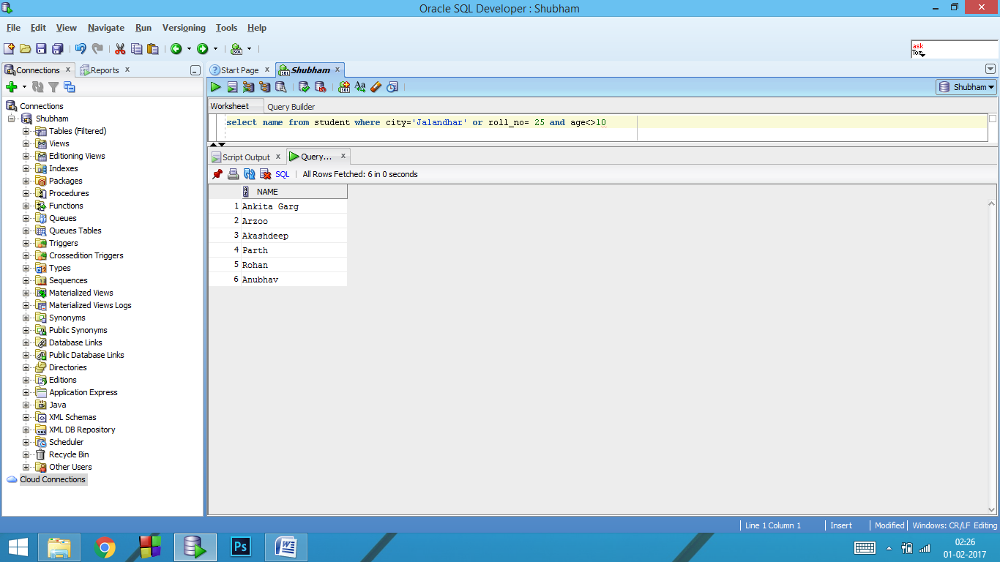 Oracle SQL Developer : Shubham
File Edit View Navigate Run Versioning Tools Help
ask
Tom
Connections x Reports x
Start Page x Shubham x
Shubham
Worksheet Query Builder
select name from student where city='Jalandhar' or roll_no= 25 and age<>10
Script Output x Query... x
SQL | All Rows Fetched: 6 in 0 seconds
NAME
1 Ankita Garg
2 Arzoo
3 Akashdeep
4 Parth
5 Rohan
6 Anubhav
Connections
Shubham
Tables (Filtered)
Views
Editioning Views
Indexes
Packages
Procedures
Functions
Queues
Queues Tables
Triggers
Crossedition Triggers
Types
Sequences
Materialized Views
Materialized Views Logs
Synonyms
Public Synonyms
Database Links
Public Database Links
Directories
Editions
Application Express
Java
XML Schemas
XML DB Repository
Scheduler
Recycle Bin
Other Users
Cloud Connections
Line 1 Column 1 Insert Modified Windows: CR/LF Editing
Ps
02:26
01-02-2017